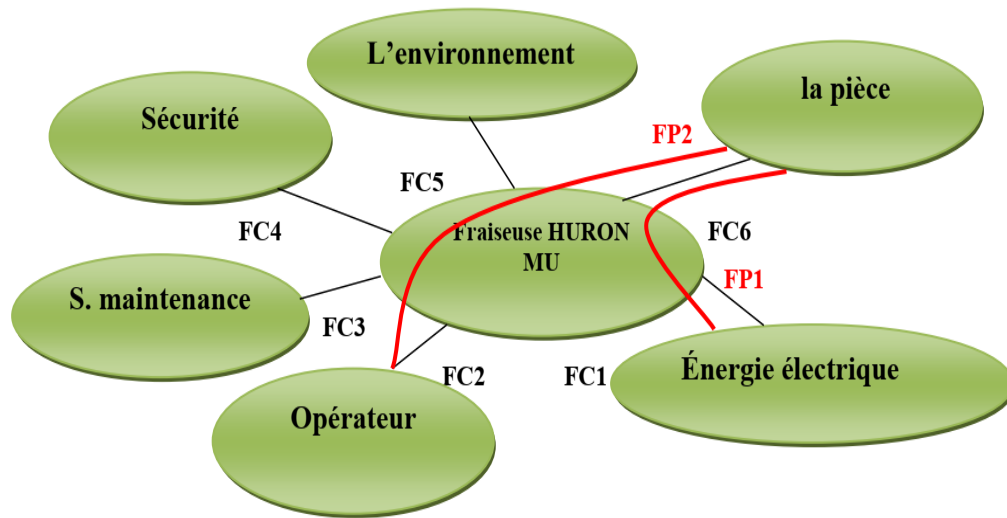 L’environnement
la pièce
Sécurité
FP2
FC5
FC4
Fraiseuse HURON
MU
FC6
S. maintenance
FP1
FC3
FC2
FC1
Énergie électrique
Opérateur